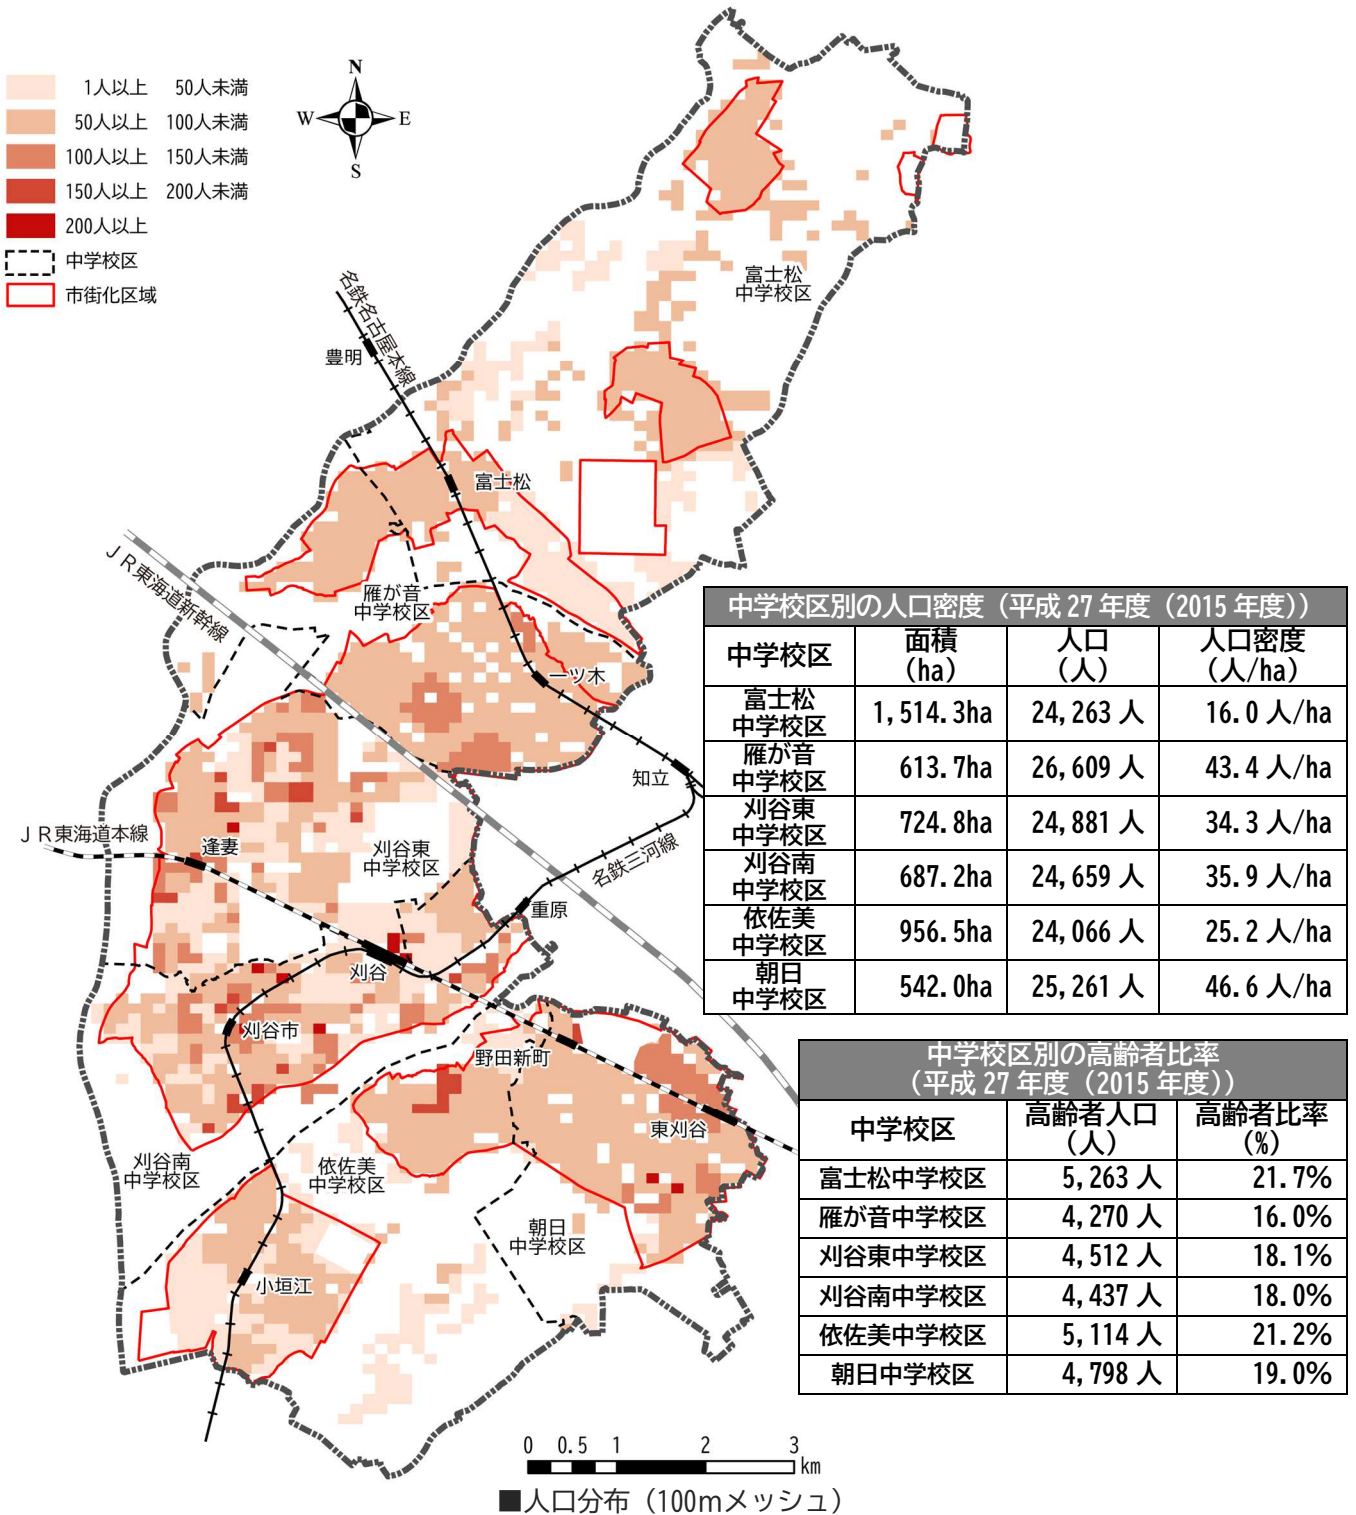 1人以上 50人未満
50人以上 100人未満
100人以上 150人未満
150人以上 200人未満
200人以上
中学校区
市街化区域
N
W
E
S
名鉄名古屋本線
豊明
富士松
中学校区
富士松
JR東海道新幹線
雁が音
中学校区
一ツ木
知立
JR東海道本線
逢妻
刈谷東
中学校区
名鉄三河線
重原
刈谷
刈谷市
野田新町
東刈谷
刈谷南
中学校区
依佐美
中学校区
朝日
中学校区
小垣江
中学校区別の人口密度（平成27年度（2015年度））
中学校区 面積（ha） 人口（人） 人口密度（人/ha）
富士松中学校区 1,514.3ha 24,263人 16.0人/ha
雁が音中学校区 613.7ha 26,609人 43.4人/ha
刈谷東中学校区 724.8ha 24,881人 34.3人/ha
刈谷南中学校区 687.2ha 24,659人 35.9人/ha
依佐美中学校区 956.5ha 24,066人 25.2人/ha
朝日中学校区 542.0ha 25,261人 46.6人/ha
中学校区別の高齢者比率
（平成27年度（2015年度））
中学校区 高齢者人口（人） 高齢者比率（%）
富士松中学校区 5,263人 21.7%
雁が音中学校区 4,270人 16.0%
刈谷東中学校区 4,512人 18.1%
刈谷南中学校区 4,437人 18.0%
依佐美中学校区 5,114人 21.2%
朝日中学校区 4,798人 19.0%
0 0.5 1 2 3
km
■人口分布（100mメッシュ）